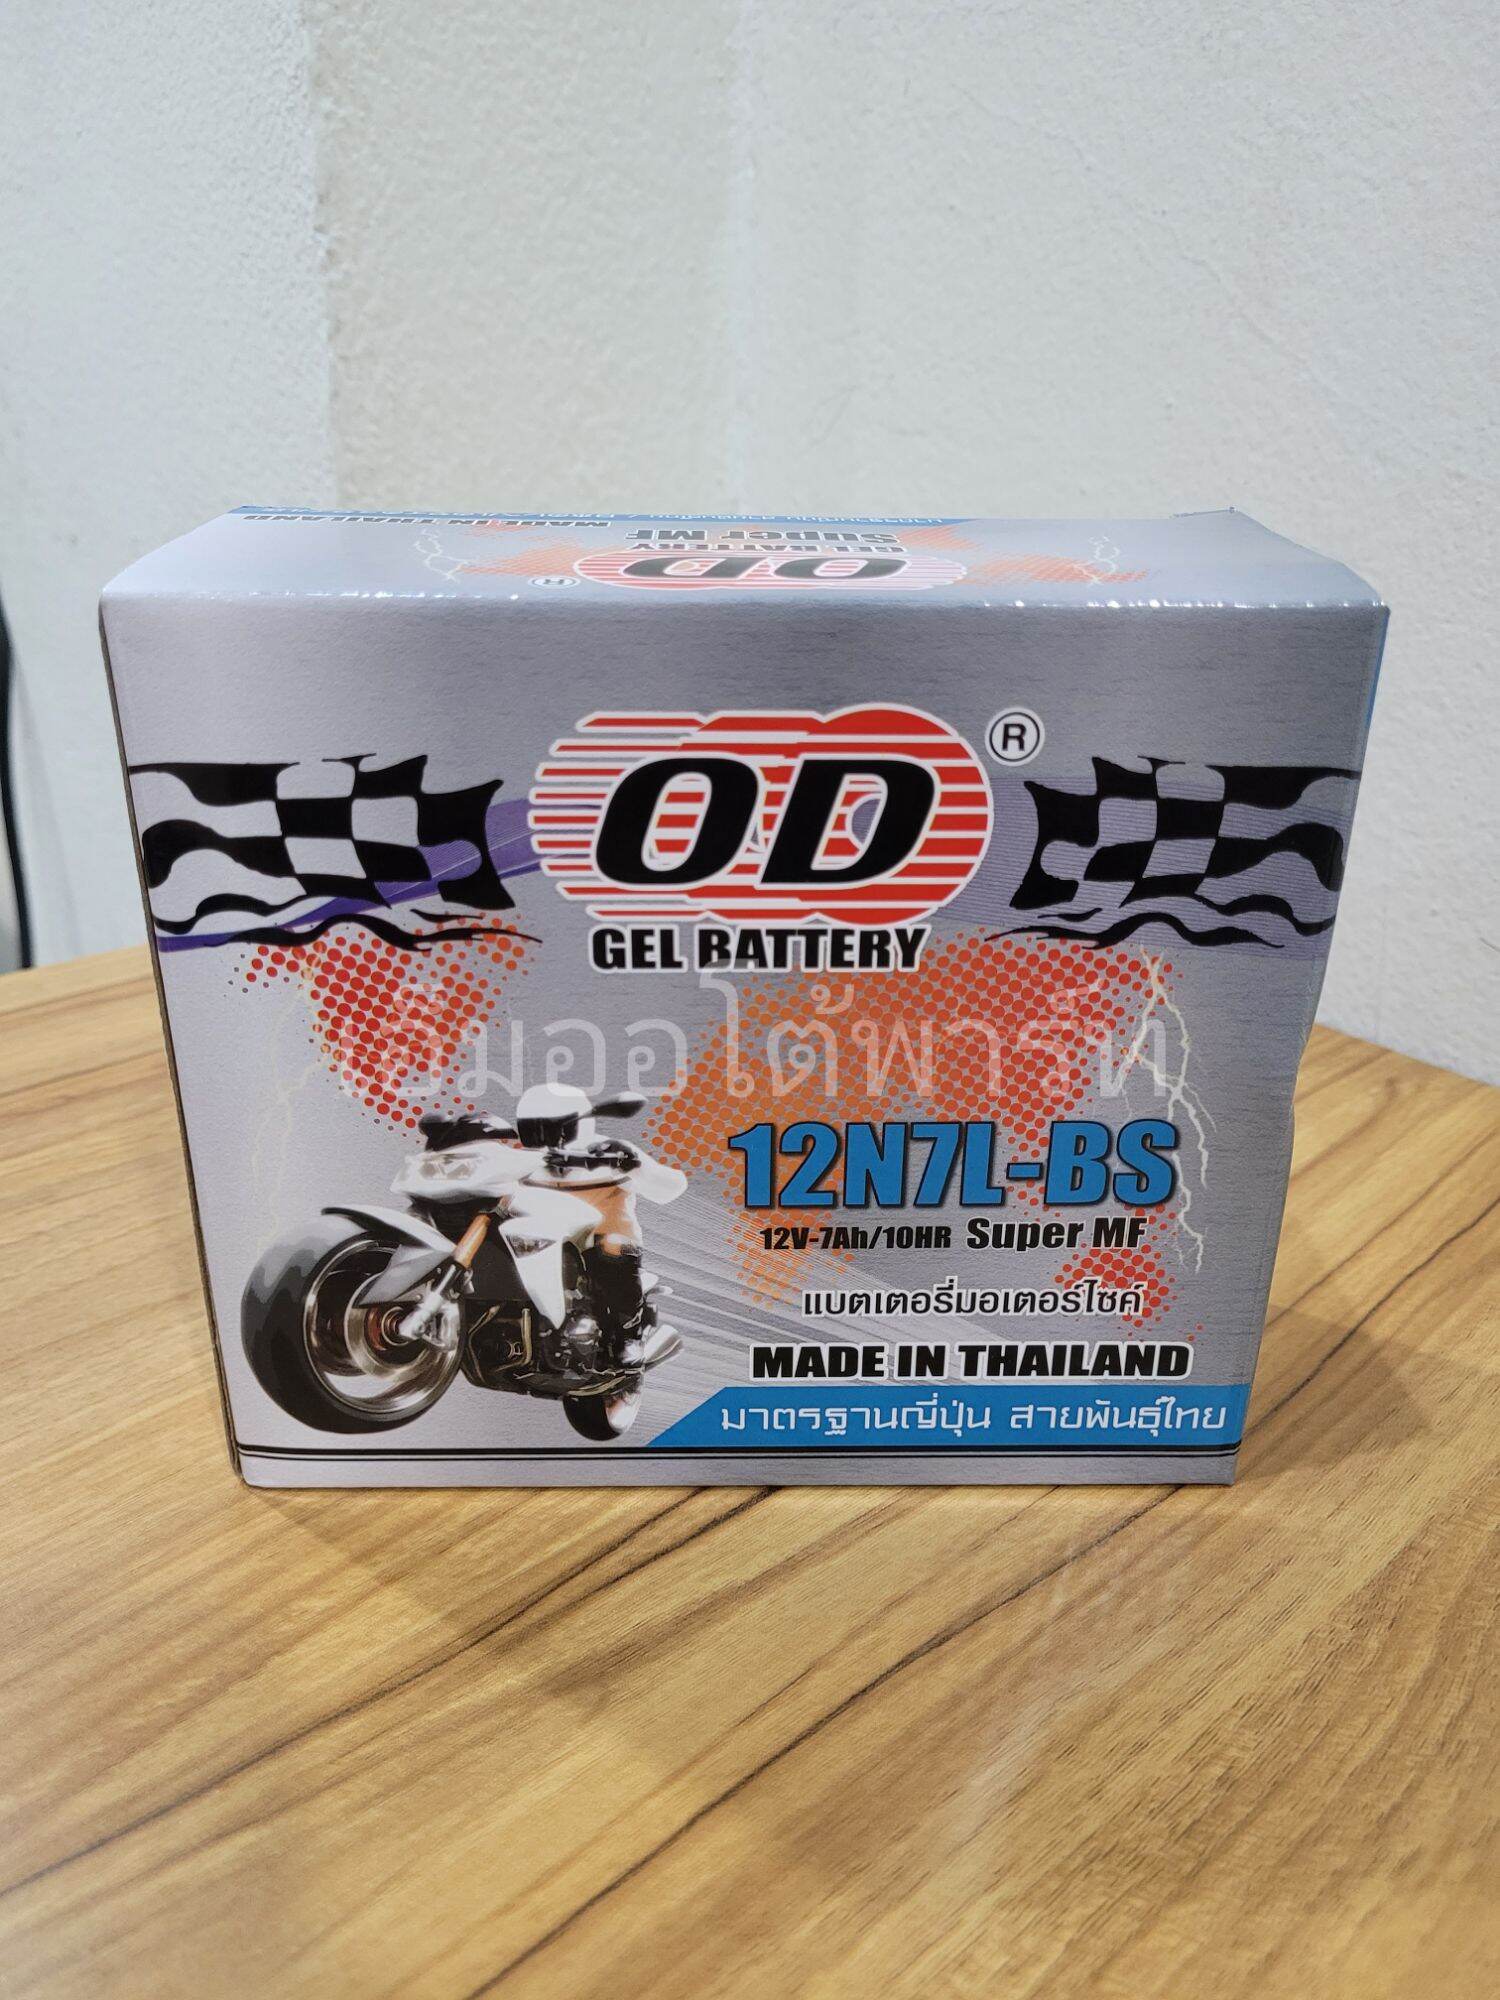 MADE IN THAILAND
Super MF
GEL BATTERY
OD
®
OD
®
GEL BATTERY
เอ็มออโต้พาร์ท
12N7L-BS
12V-7Ah/10HR Super MF
แบตเตอรี่มอเตอร์ไซค์
MADE IN THAILAND
มาตรฐานญี่ปุ่น สายพันธุ์ไทย